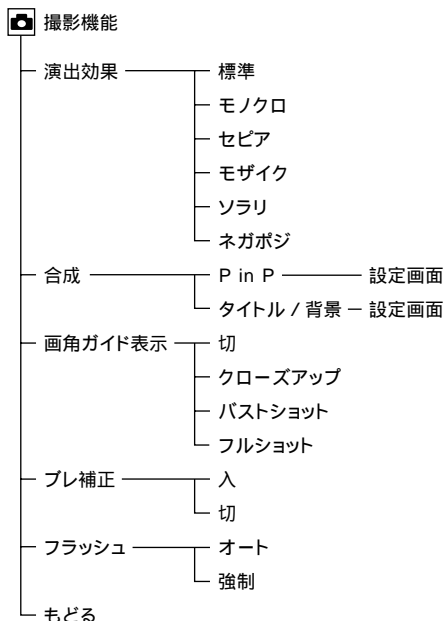 撮影機能
演出効果 標準
モノクロ
セピア
モザイク
ソラリ
ネガポジ
合成 P in P 設定画面
タイトル / 背景 設定画面
画角ガイド表示 切
クローズアップ
バストショット
フルショット
ブレ補正 入
切
フラッシュ オート
強制
もどる